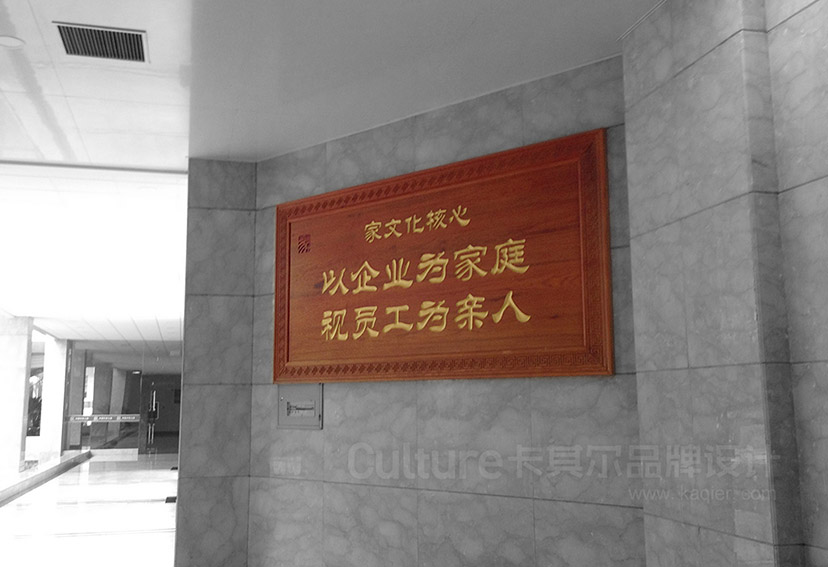 家文化核心
以企业为家庭
视员工为亲人
Culture卡其尔品牌设计
www.kaqier.com